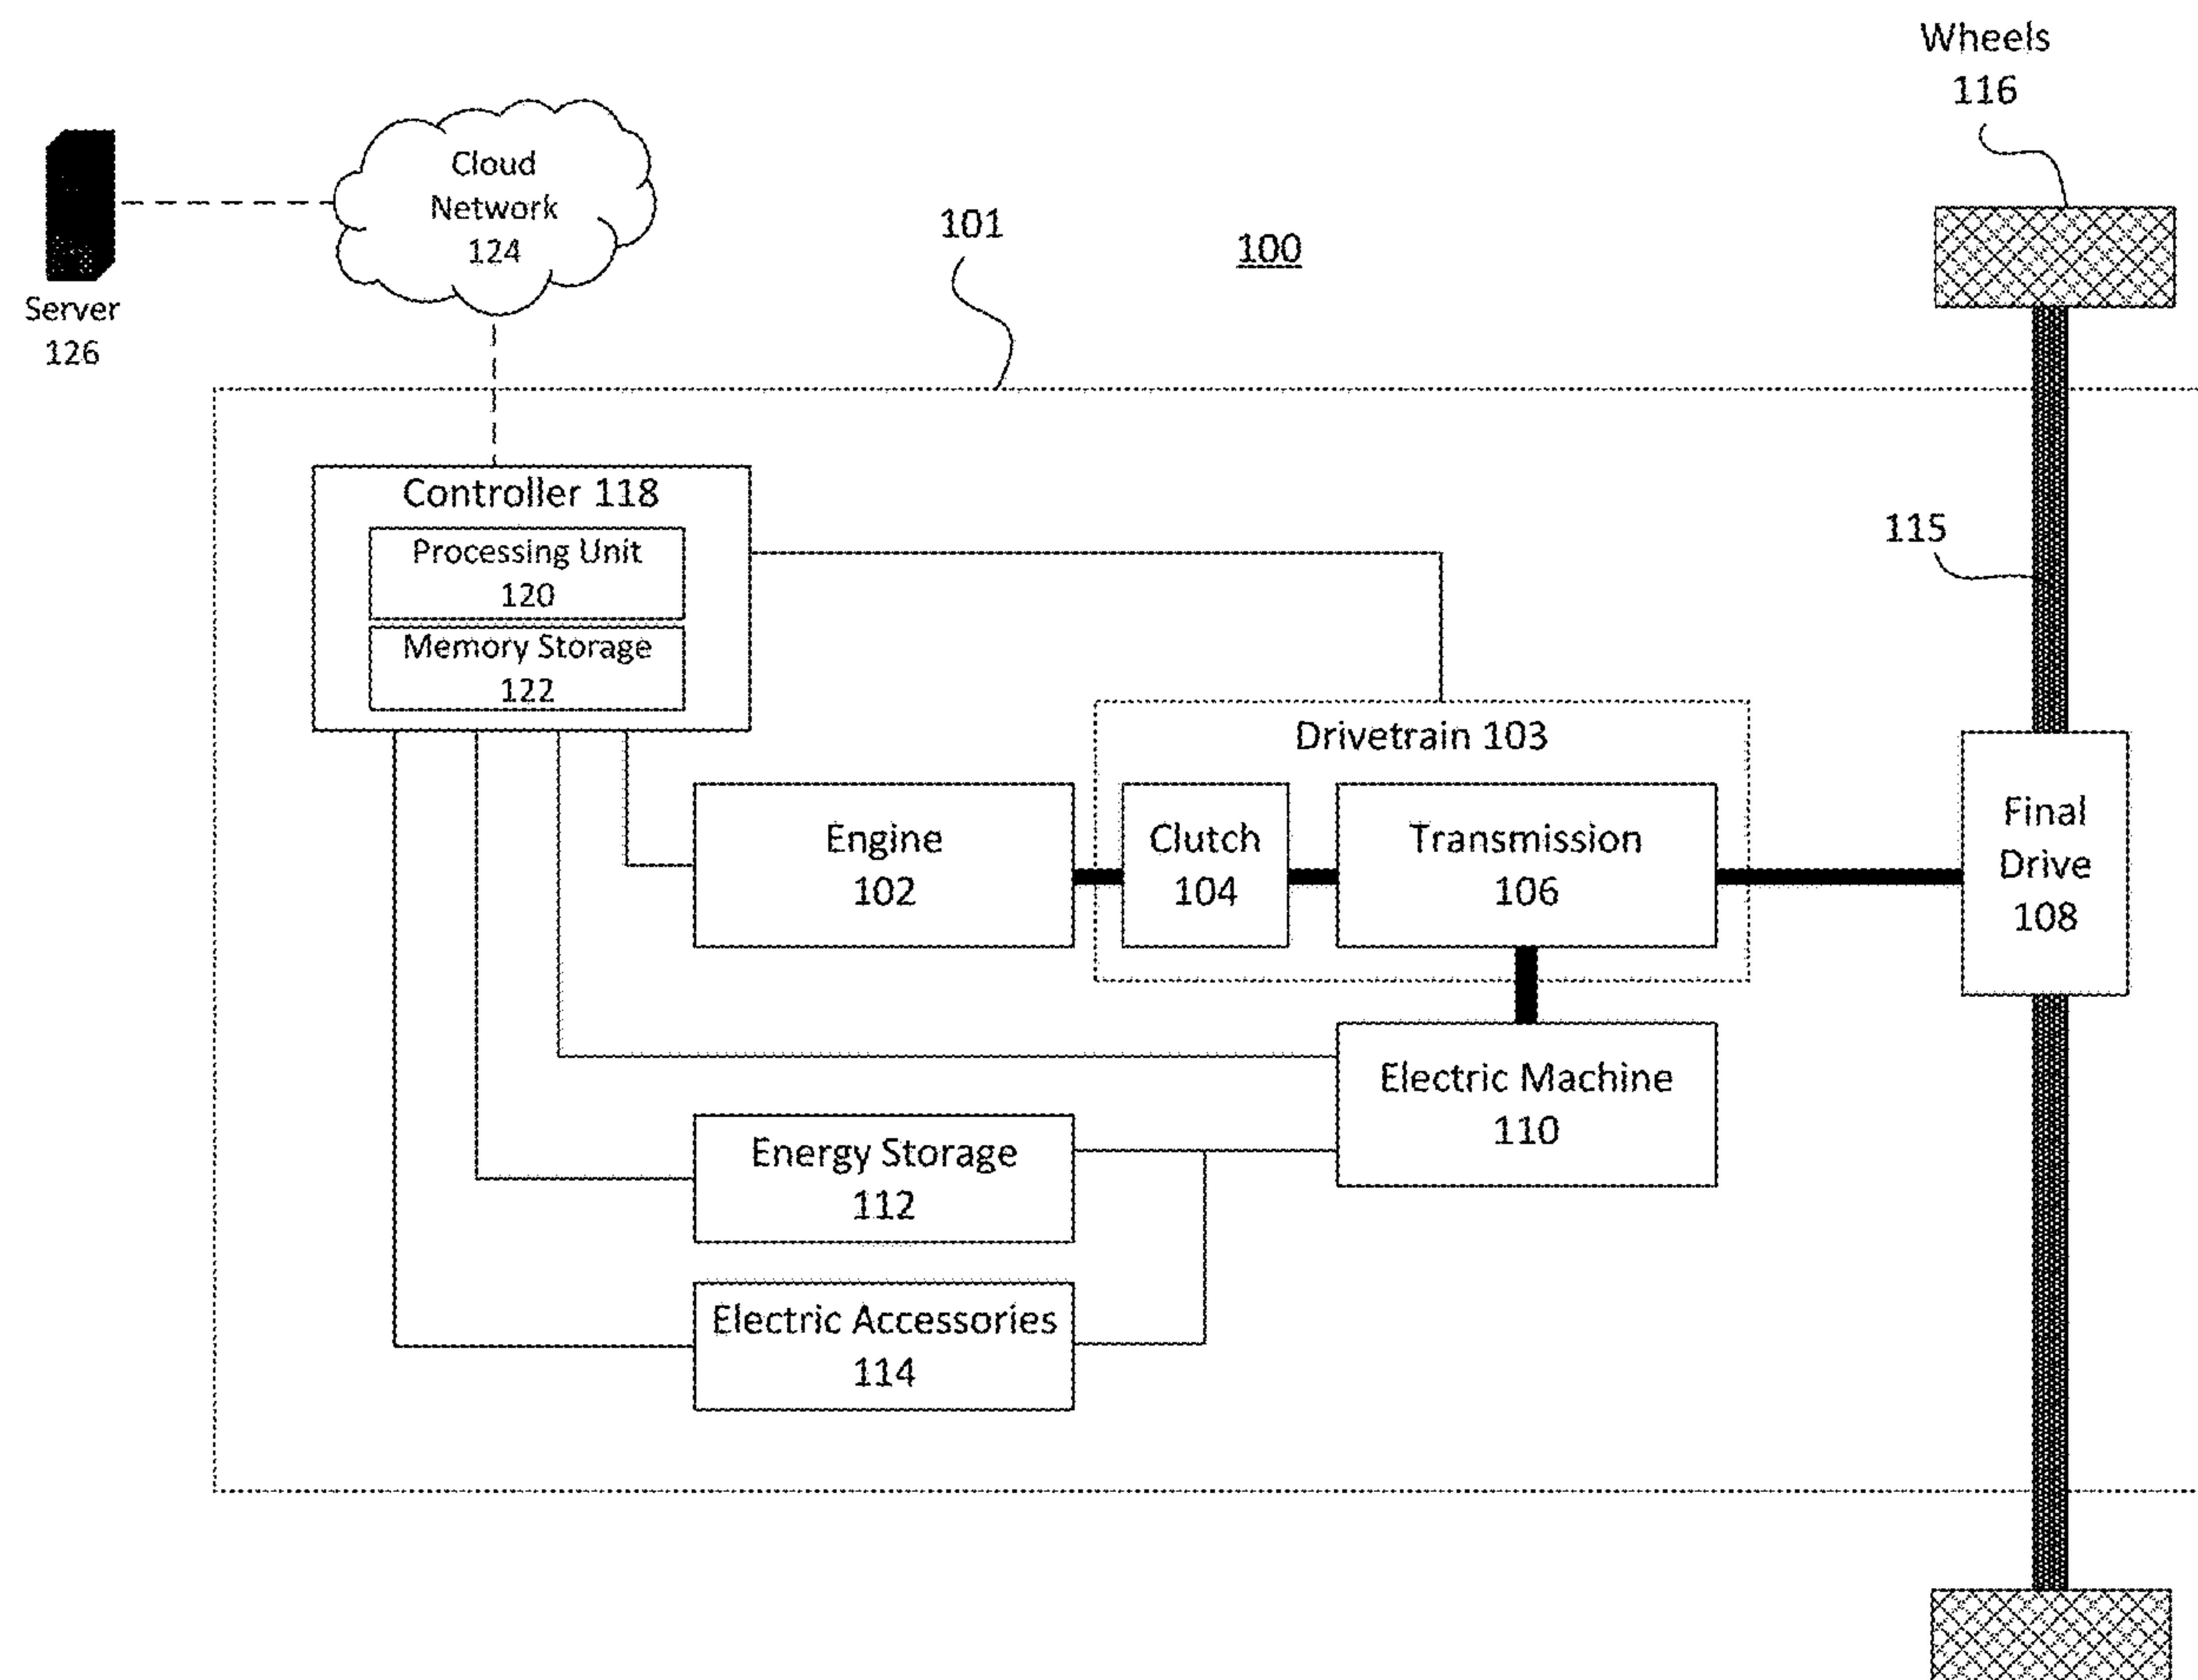 Wheels
116
Cloud
Network
124
101
100
Server
126
Controller 118
Processing Unit
120
Memory Storage
122
115
Drivetrain 103
Engine
102
Clutch
104
Transmission
106
Final
Drive
108
Electric Machine
110
Energy Storage
112
Electric Accessories
114